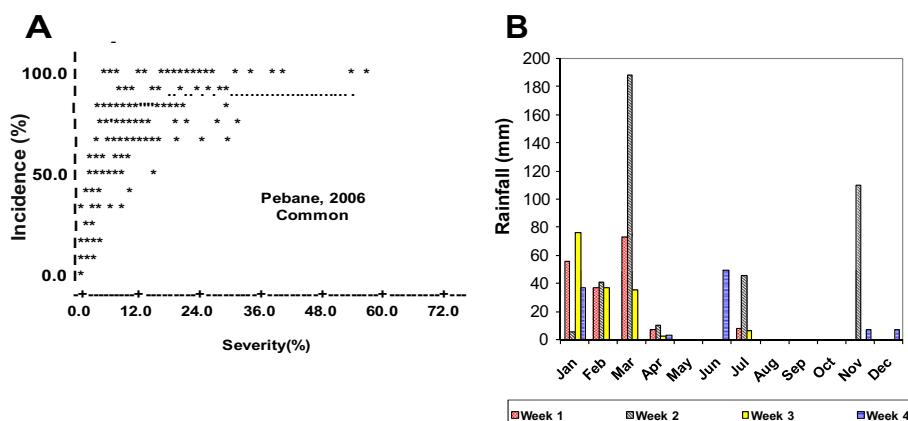 A
100.0
50.0
0.0
Incidence (%)
Pebane, 2006
Common
0.0 12.0 24.0 36.0 48.0 60.0 72.0
Severity(%)
B
200
180
160
140
120
100
80
60
40
20
0
Rainfall (mm)
Jan Feb Mar Apr May Jun Jul Aug Sep Oct Nov Dec
Week 1 Week 2 Week 3 Week 4